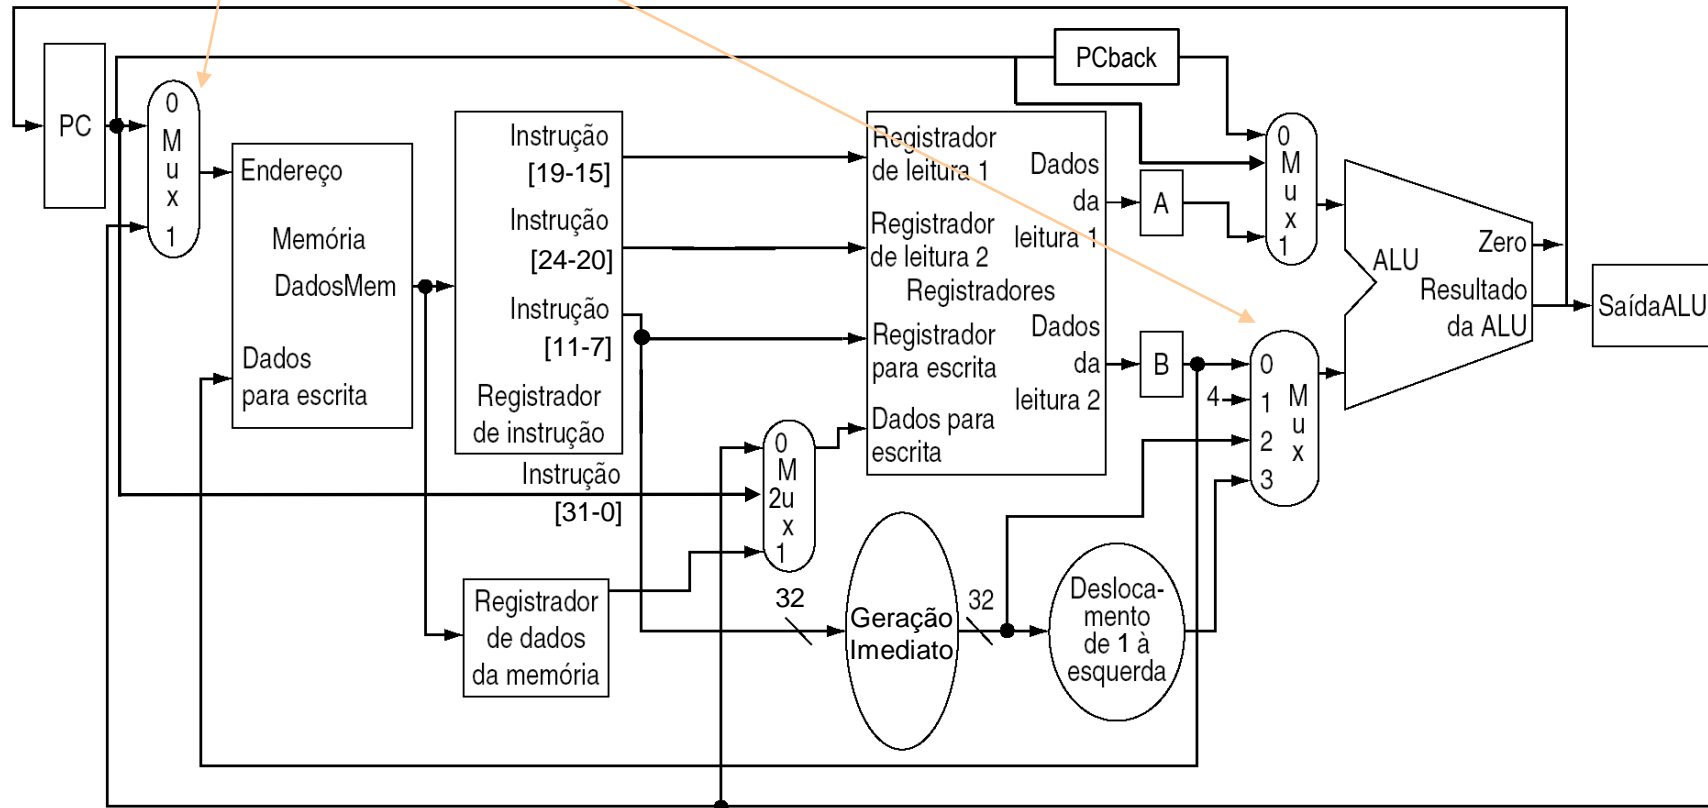 PC
0
M
u
x
1
Endereço
Memória
DadosMem
Dados
para escrita
Instrução
[19-15]
Instrução
[24-20]
Instrução
[11-7]
Registrador
de instrução
Instrução
[31-0]
Registrador
de dados
da memória
0
M
2u
x
1
Registrador
de leitura 1
Registrador
de leitura 2
Registradores
Registrador
para escrita
Dados para
escrita
Dados
da
leitura 1
Dados
da
leitura 2
32
Geração
Imediato
32
Desloca-
mento
de 1 à
esquerda
PCback
A
B
4
0
M
u
x
1
0
1
2
3
M
u
x
ALU
Zero
Resultado
da ALU
SaídaALU